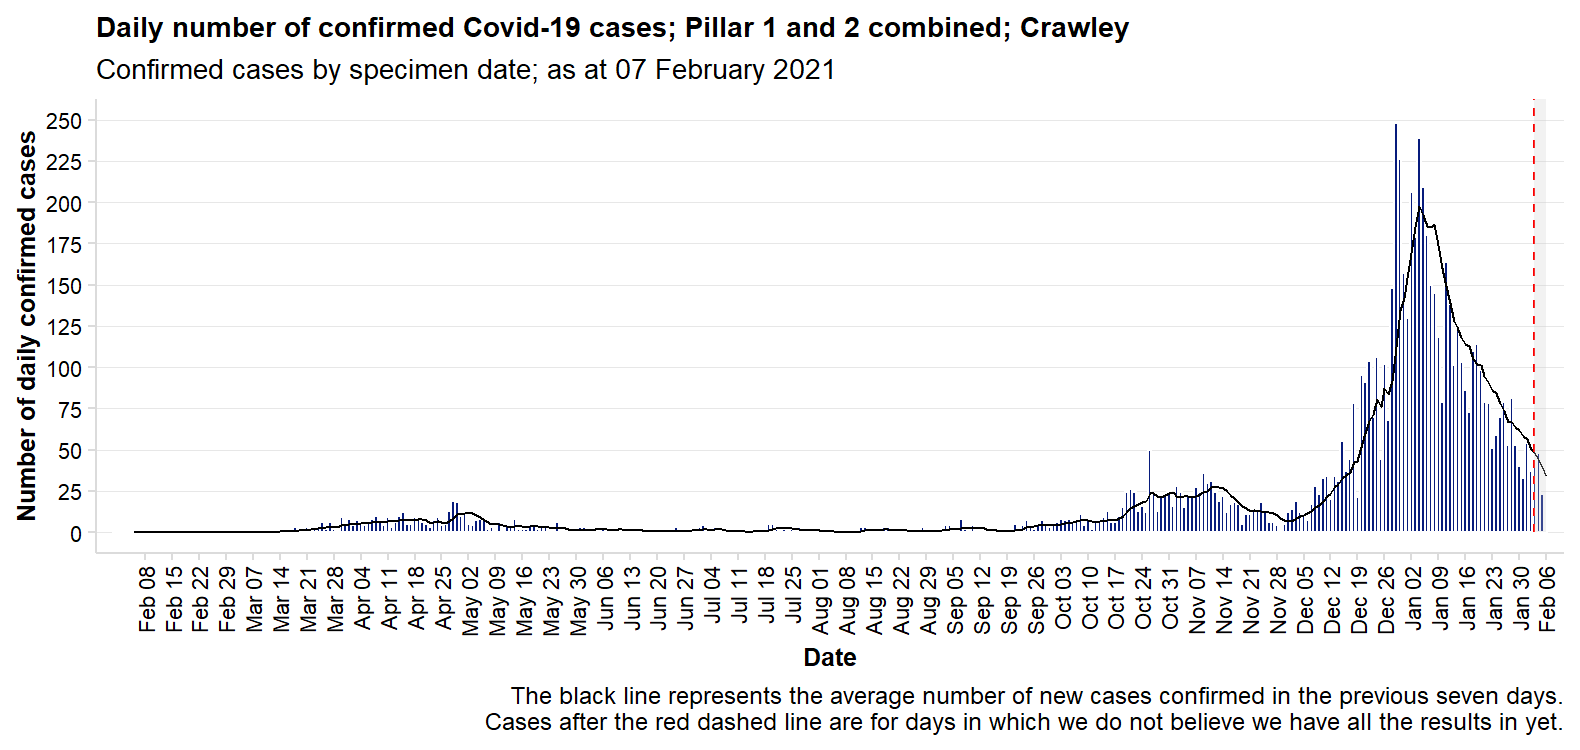 Daily number of confirmed Covid-19 cases; Pillar 1 and 2 combined; Crawley
Confirmed cases by specimen date; as at 07 February 2021
Number of daily confirmed cases
250
225
200
175
150
125
100
75
50
25
0
Feb 08
Feb 15
Feb 22
Feb 29
Mar 07
Mar 14
Mar 21
Mar 28
Apr 04
Apr 11
Apr 18
Apr 25
May 02
May 09
May 16
May 23
May 30
Jun 06
Jun 13
Jun 20
Jun 27
Jul 04
Jul 11
Jul 18
Jul 25
Aug 01
Aug 08
Aug 15
Aug 22
Aug 29
Sep 05
Sep 12
Sep 19
Sep 26
Oct 03
Oct 10
Oct 17
Oct 24
Oct 31
Nov 07
Nov 14
Nov 21
Nov 28
Dec 05
Dec 12
Dec 19
Dec 26
Jan 02
Jan 09
Jan 16
Jan 23
Jan 30
Feb 06
Date
The black line represents the average number of new cases confirmed in the previous seven days.
Cases after the red dashed line are for days in which we do not believe we have all the results in yet.